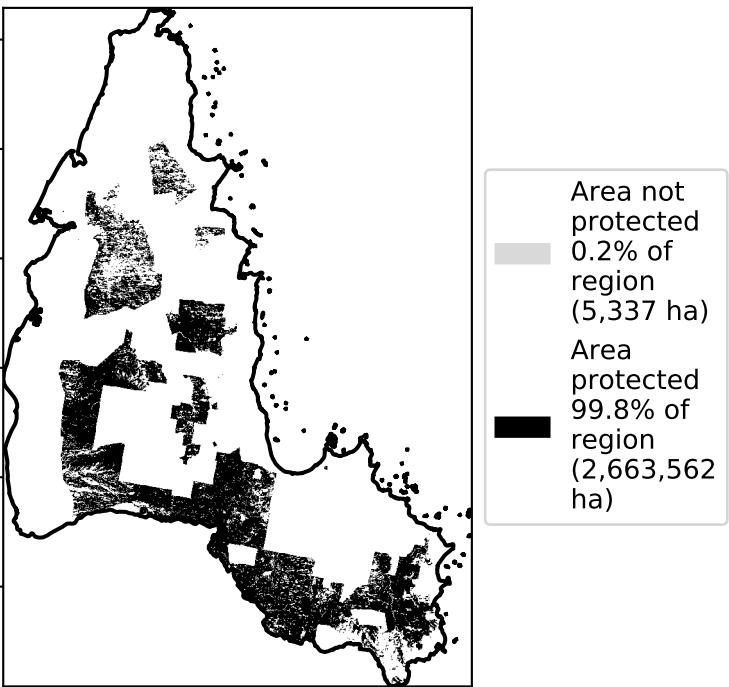 Area not
protected
0.2% of
region
(5,337 ha)
Area
protected
99.8% of
region
(2,663,562
ha)